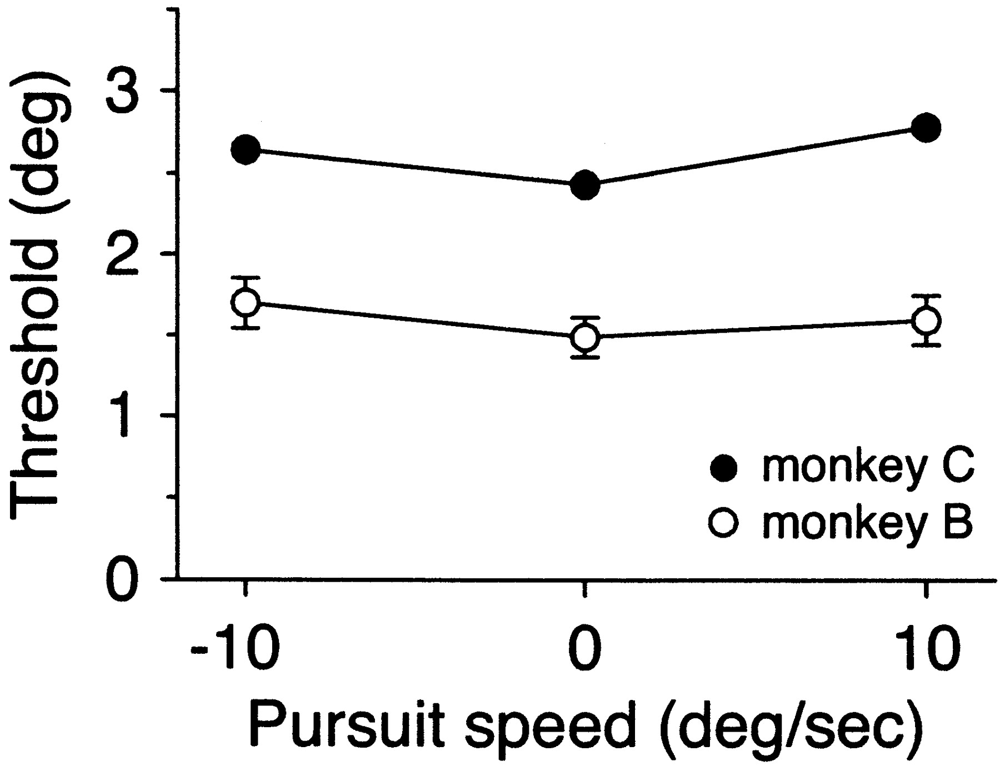 Threshold (deg)
3
2
1
0
monkey C
monkey B
-10 0 10
Pursuit speed (deg/sec)